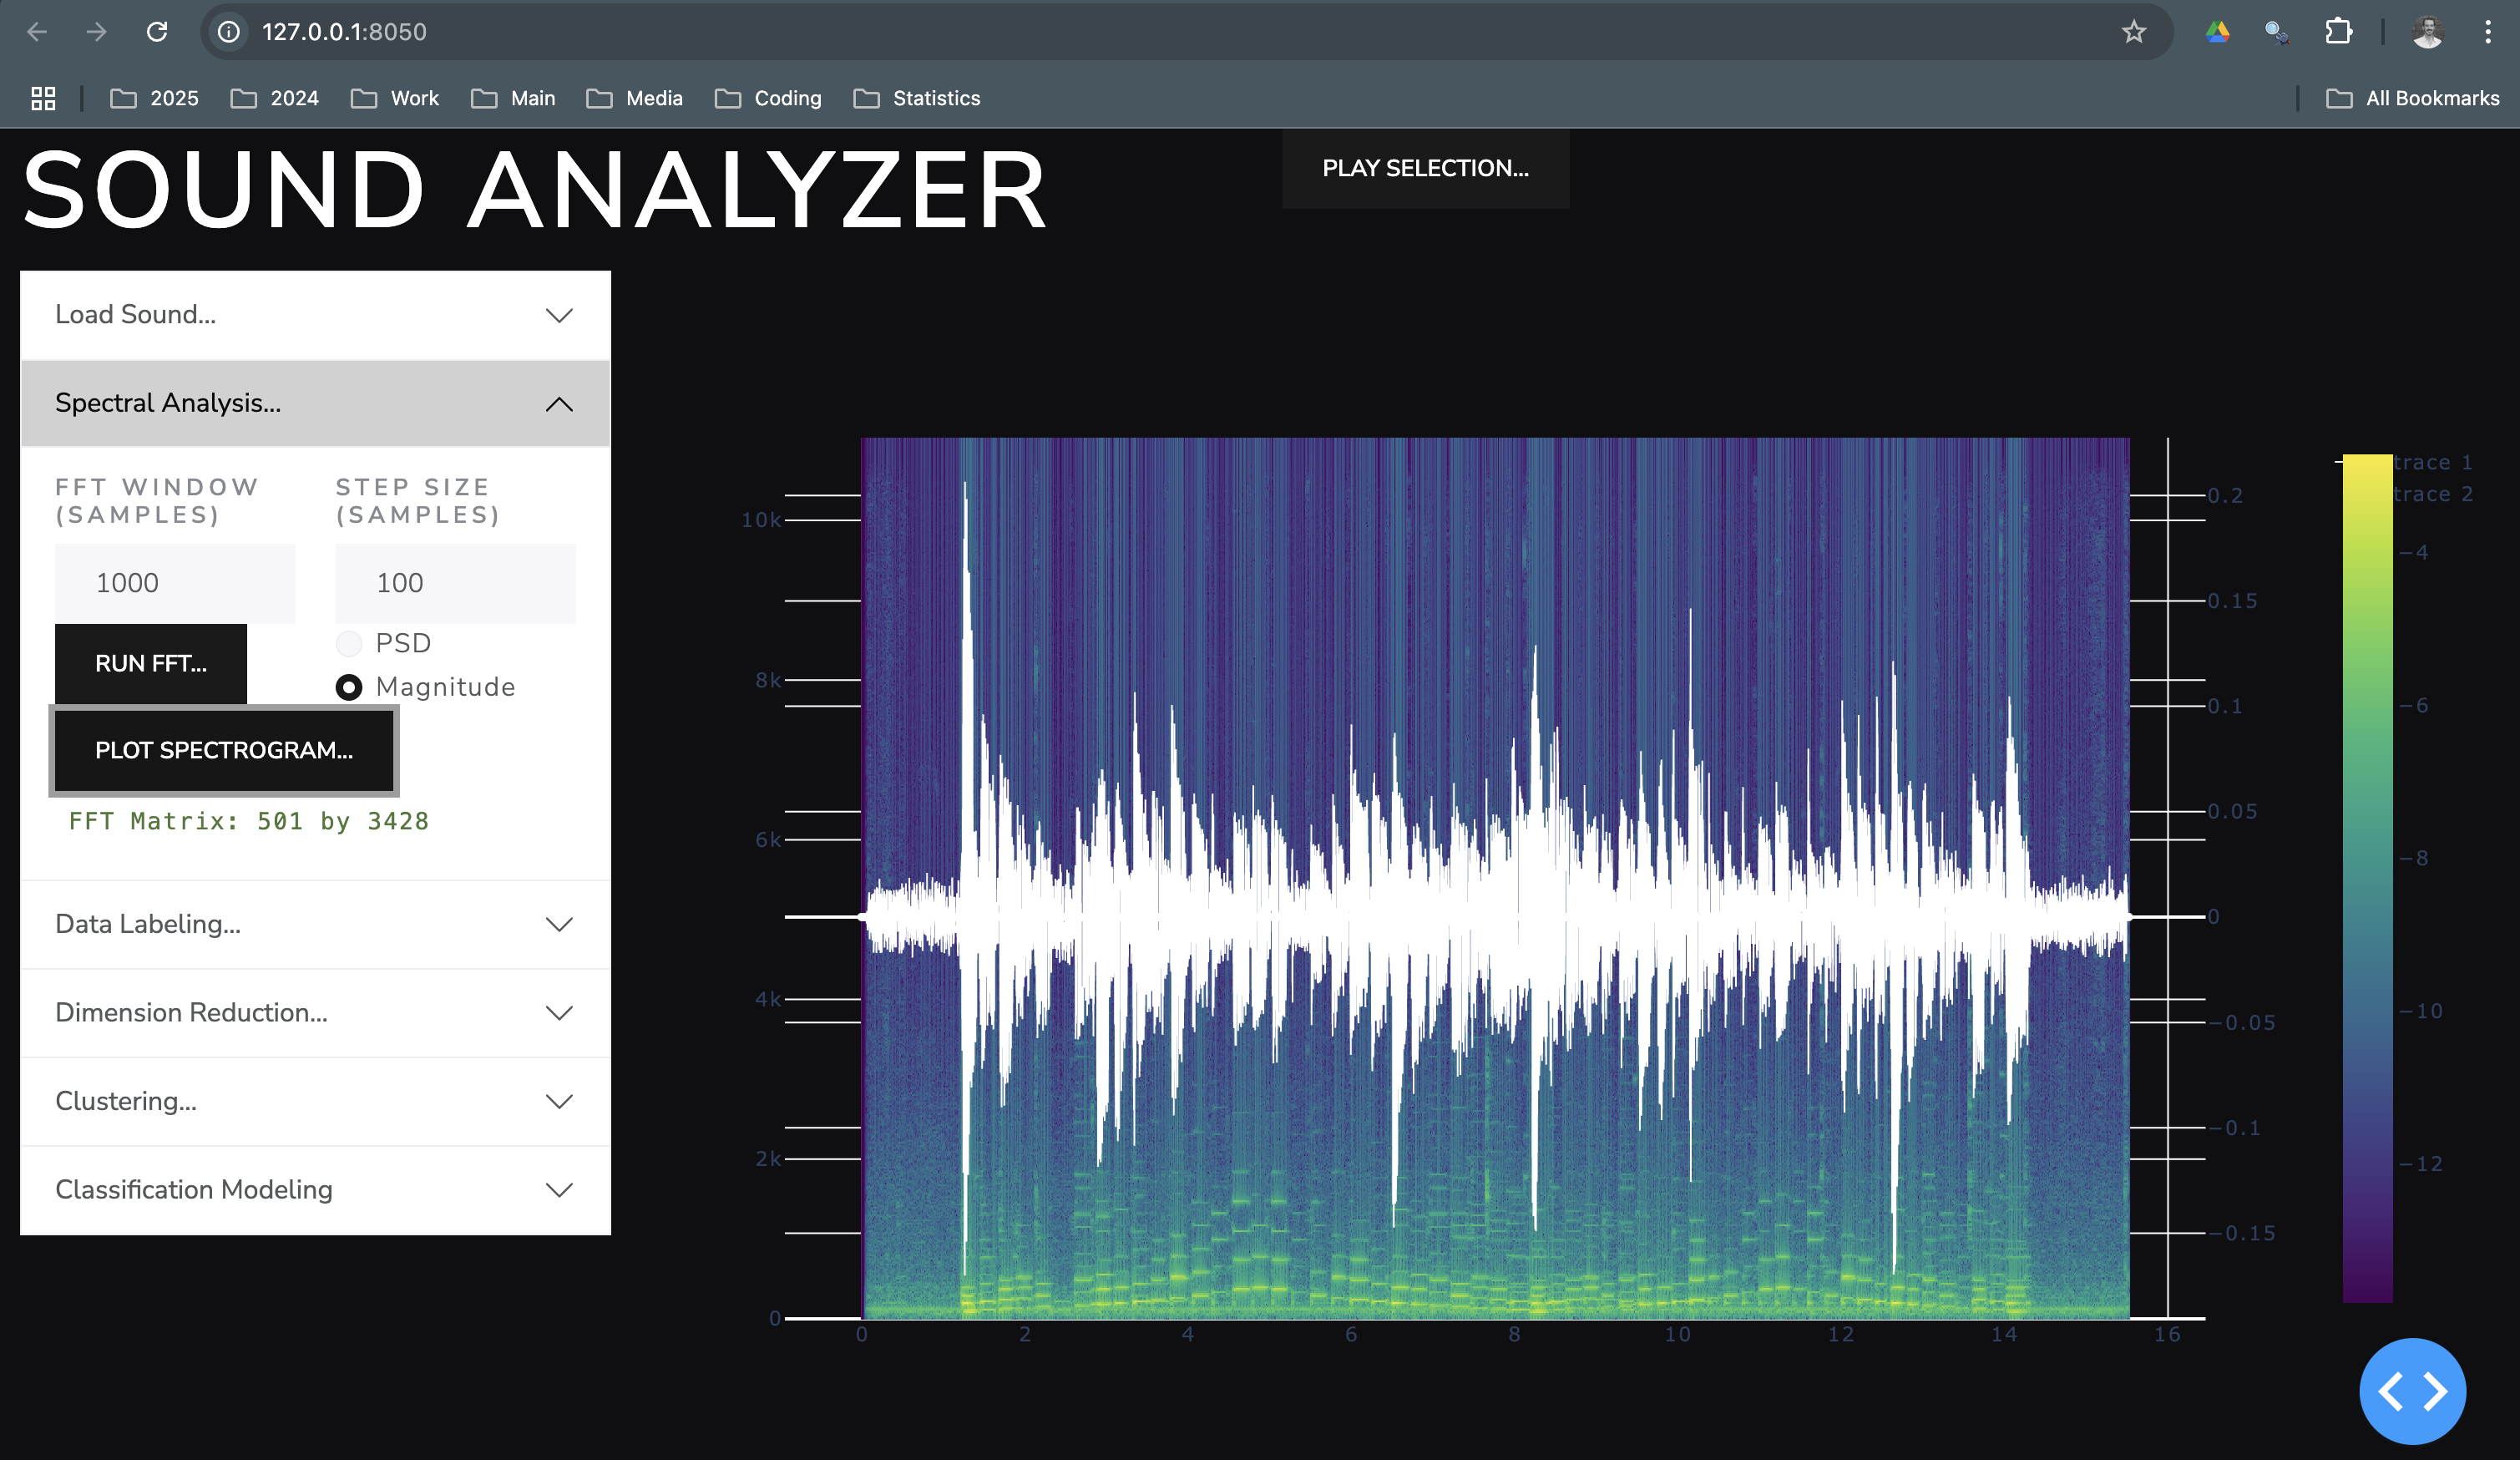 127.0.0.1:8050
2025 2024 Work Main Media Coding Statistics All Bookmarks
SOUND ANALYZER
PLAY SELECTION...
Load Sound...
Spectral Analysis...
FFT WINDOW (SAMPLES)
STEP SIZE (SAMPLES)
1000
100
RUN FFT...
PSD
Magnitude
PLOT SPECTROGRAM...
FFT Matrix: 501 by 3428
Data Labeling...
Dimension Reduction...
Clustering...
Classification Modeling
10k
8k
6k
4k
2k
0
0 2 4 6 8 10 12 14 16
0.2
0.15
0.1
0.05
0
−0.05
−0.1
−0.15
trace 1
trace 2
−4
−6
−8
−10
−12